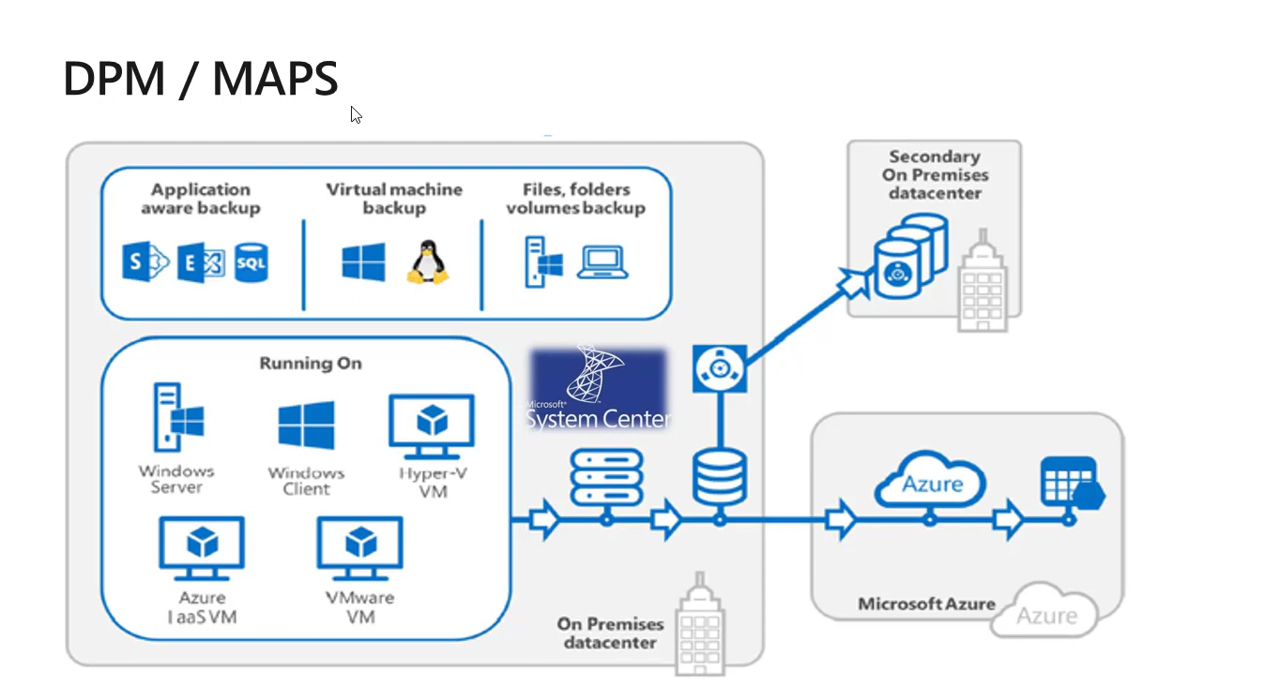 DPM / MAPS
Application
aware backup
Virtual machine
backup
Files, folders
volumes backup
S
E
SQL
Secondary
On Premises
datacenter
Running On
Windows
Server
Windows
Client
Hyper-V
VM
Azure
IaaS VM
VMware
VM
Microsoft®
System Center
On Premises
datacenter
Azure
Microsoft Azure
Azure